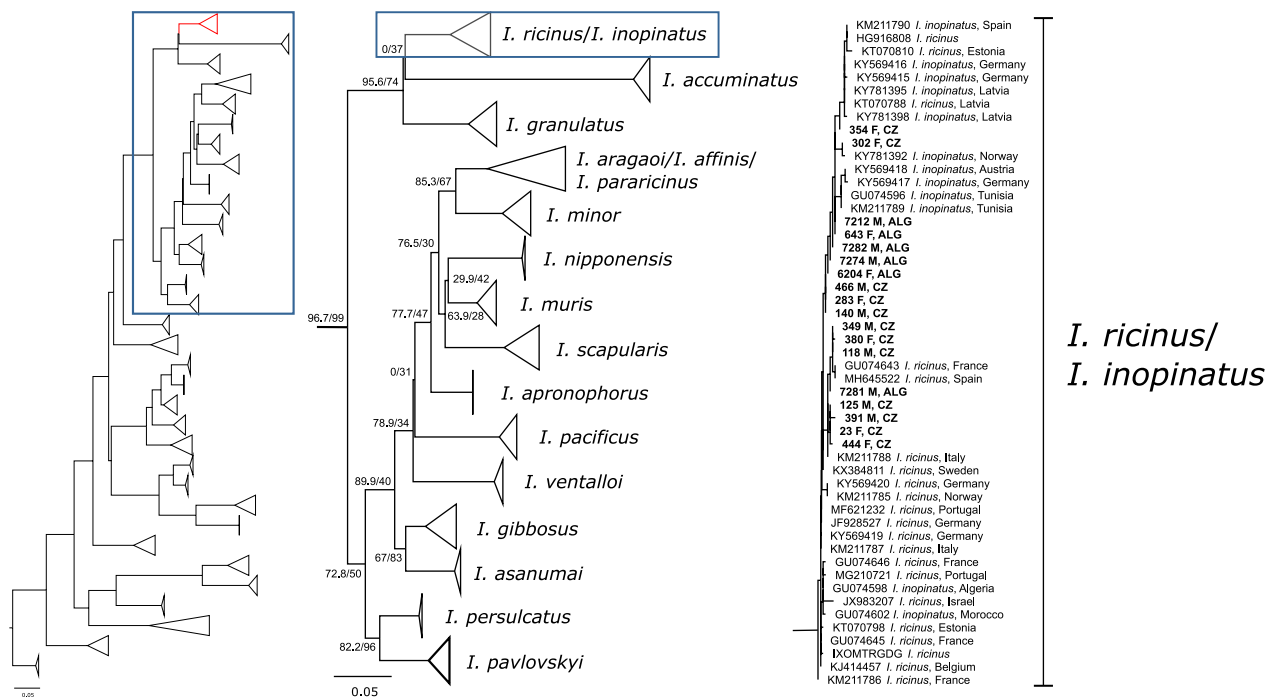 0.05
I. ricinus/I. inopinatus
0/37
I. accuminatus
95.6/74
I. granulatus
I. aragaoi/I. affinis/
I. pararicinus
85.3/67
I. minor
76.5/30
I. nipponensis
29.9/42
I. muris
63.9/28
77.7/47
96.7/99
I. scapularis
0/31
I. apronophorus
78.9/34
I. pacificus
I. ventalloi
89.9/40
I. gibbosus
67/83
I. asanumai
72.8/50
I. persulcatus
82.2/96
I. pavlovskyi
0.05
KM211790 I. inopinatus, Spain
HG916808 I. ricinus
KT070810 I. ricinus, Estonia
KY569416 I. inopinatus, Germany
KY569415 I. inopinatus, Germany
KY781395 I. inopinatus, Latvia
KT070788 I. ricinus, Latvia
KY781398 I. inopinatus, Latvia
354 F, CZ
302 F, CZ
KY781392 I. inopinatus, Norway
KY569418 I. inopinatus, Austria
KY569417 I. inopinatus, Germany
GU074596 I. inopinatus, Tunisia
KM211789 I. inopinatus, Tunisia
7212 M, ALG
643 F, ALG
7282 M, ALG
7274 M, ALG
6204 F, ALG
466 M, CZ
283 F, CZ
140 M, CZ
349 M, CZ
380 F, CZ
118 M, CZ
GU074643 I. ricinus, France
MH645522 I. ricinus, Spain
7281 M, ALG
125 M, CZ
391 M, CZ
23 F, CZ
444 F, CZ
KM211788 I. ricinus, Italy
KX384811 I. ricinus, Sweden
KY569420 I. ricinus, Germany
KM211785 I. ricinus, Norway
MF621232 I. ricinus, Portugal
JF928527 I. ricinus, Germany
KY569419 I. ricinus, Germany
KM211787 I. ricinus, Italy
GU074646 I. ricinus, France
MG210721 I. ricinus, Portugal
GU074598 I. inopinatus, Algeria
JX983207 I. ricinus, Israel
GU074602 I. inopinatus, Morocco
KT070798 I. ricinus, Estonia
GU074645 I. ricinus, France
IXOMTRGDG I. ricinus
KJ414457 I. ricinus, Belgium
KM211786 I. ricinus, France
I. ricinus/
I. inopinatus